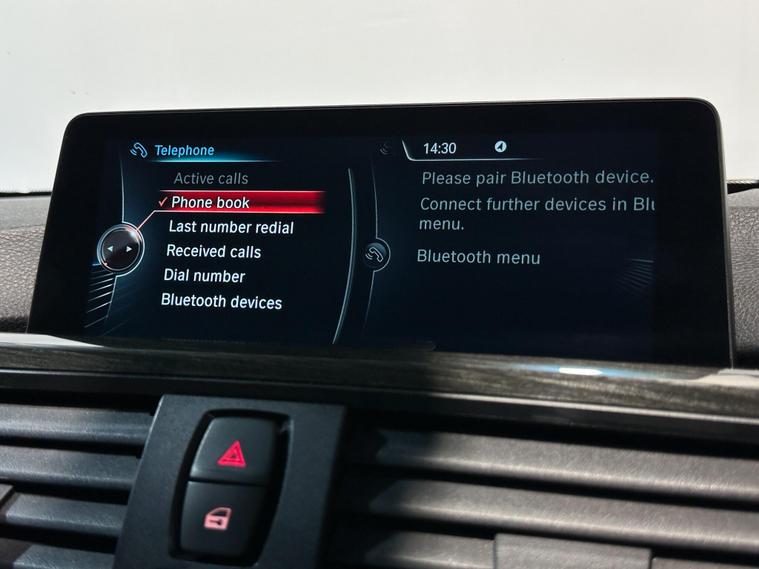 Telephone
Active calls
Phone book
Last number redial
Received calls
Dial number
Bluetooth devices
14:30
Please pair Bluetooth device.
Connect further devices in
menu.
Bluetooth menu